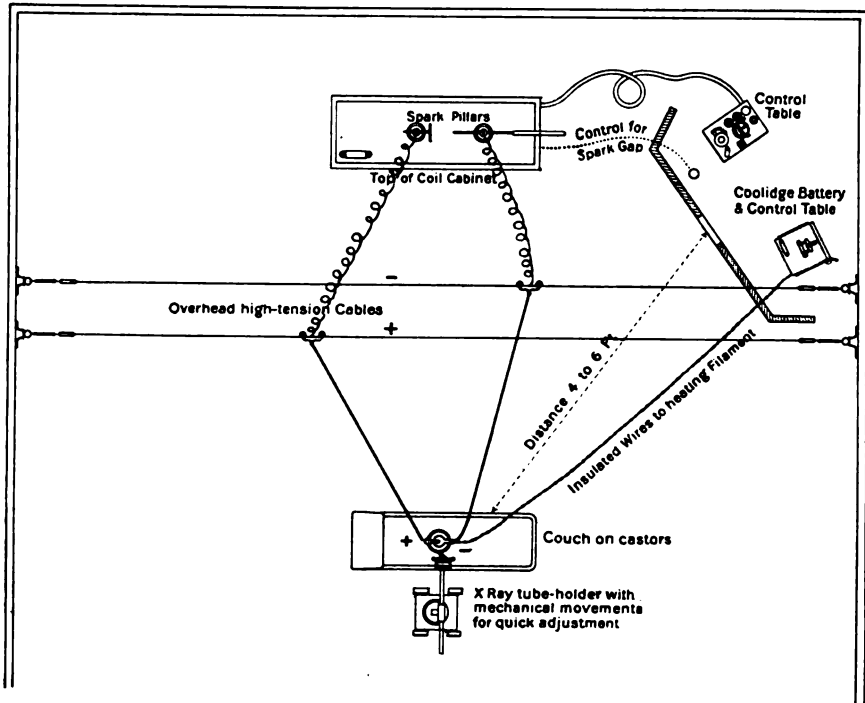 Spark Pillars
Top of Coil Cabinet
Control for
Spark Gap
Control
Table
Coolidge Battery
& Control Table
−
Overhead high-tension Cables
+
Distance 4 to 6 Ft
Insulated Wires to heating Filament
+
−
Couch on castors
X Ray tube-holder with
mechanical movements
for quick adjustment